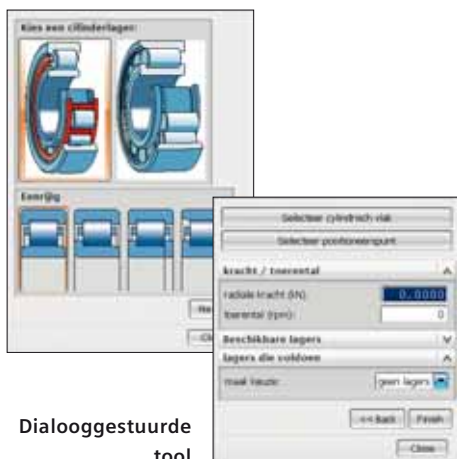 Kies een cilinderlager:
Eenrijig
Selecteer cylindrisch vlak
Selecteer positioneerpunt
kracht / toerental
radiale kracht (kN):
0.0000
toerental (rpm):
0
Beschikbare lagers
lagers die voldoen
maak keuze:
geen lagers
<< Back
Finish
Close
Dialooggestuurde
tool